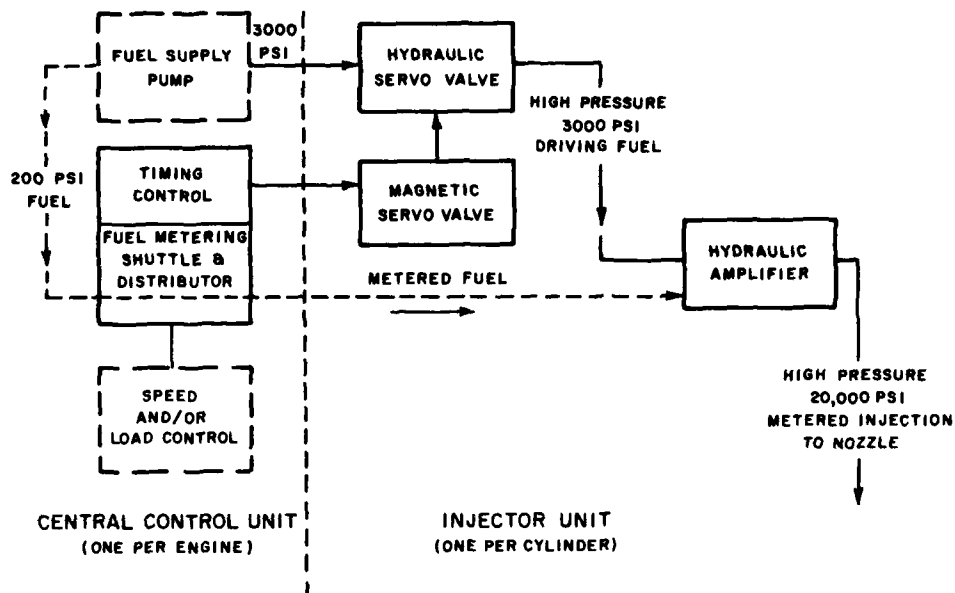 FUEL SUPPLY
PUMP
3000
PSI
HYDRAULIC
SERVO VALVE
HIGH PRESSURE
3000 PSI
DRIVING FUEL
200 PSI
FUEL
TIMING
CONTROL
FUEL METERING
SHUTTLE &
DISTRIBUTOR
MAGNETIC
SERVO VALVE
METERED FUEL
HYDRAULIC
AMPLIFIER
SPEED
AND/OR
LOAD CONTROL
HIGH PRESSURE
20,000 PSI
METERED INJECTION
TO NOZZLE
CENTRAL CONTROL UNIT
(ONE PER ENGINE)
INJECTOR UNIT
(ONE PER CYLINDER)